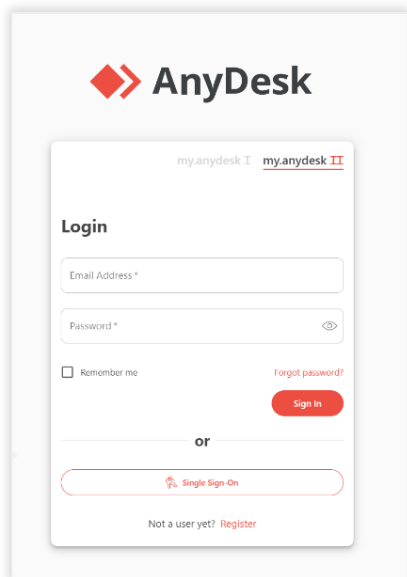 AnyDesk
my.anydesk I my.anydesk II
Login
Email Address *
Password *
Remember me Forgot password?
Sign In
or
Single Sign-On
Not a user yet? Register